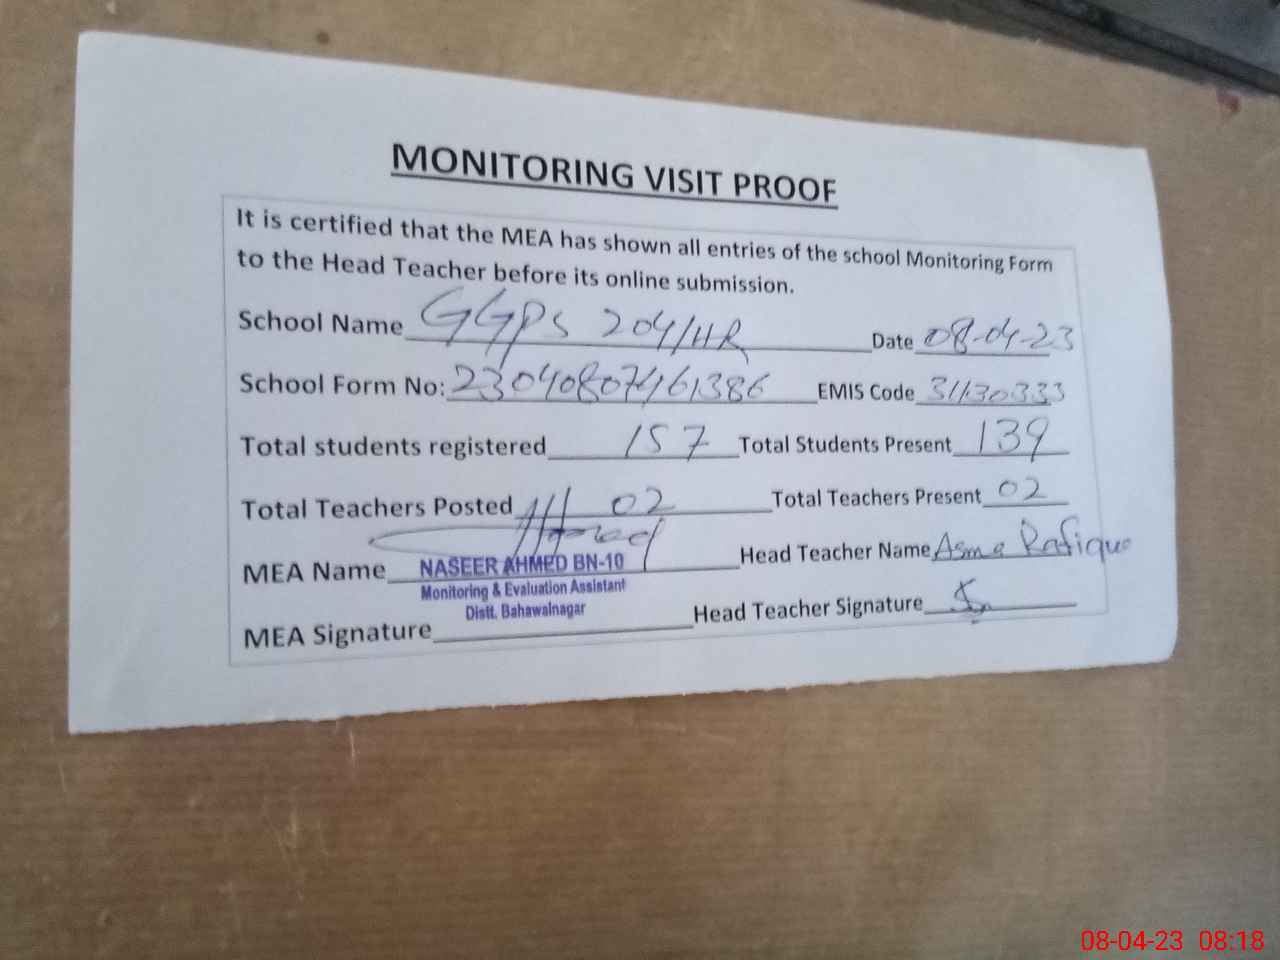 MONITORING VISIT PROOF
It is certified that the MEA has shown all entries of the school Monitoring Form
to the Head Teacher before its online submission.
School Name GGPS 204/HR Date 08-04-23
School Form No: 23040807461386 EMIS Code 31130333
Total students registered 157 Total Students Present 139
Total Teachers Posted 02 Total Teachers Present 02
MEA Name NASEER AHMED BN-10 Head Teacher Name Asma Rafique
Monitoring & Evaluation Assistant
Distt. Bahawalnagar
MEA Signature Head Teacher Signature
08-04-23 08:18